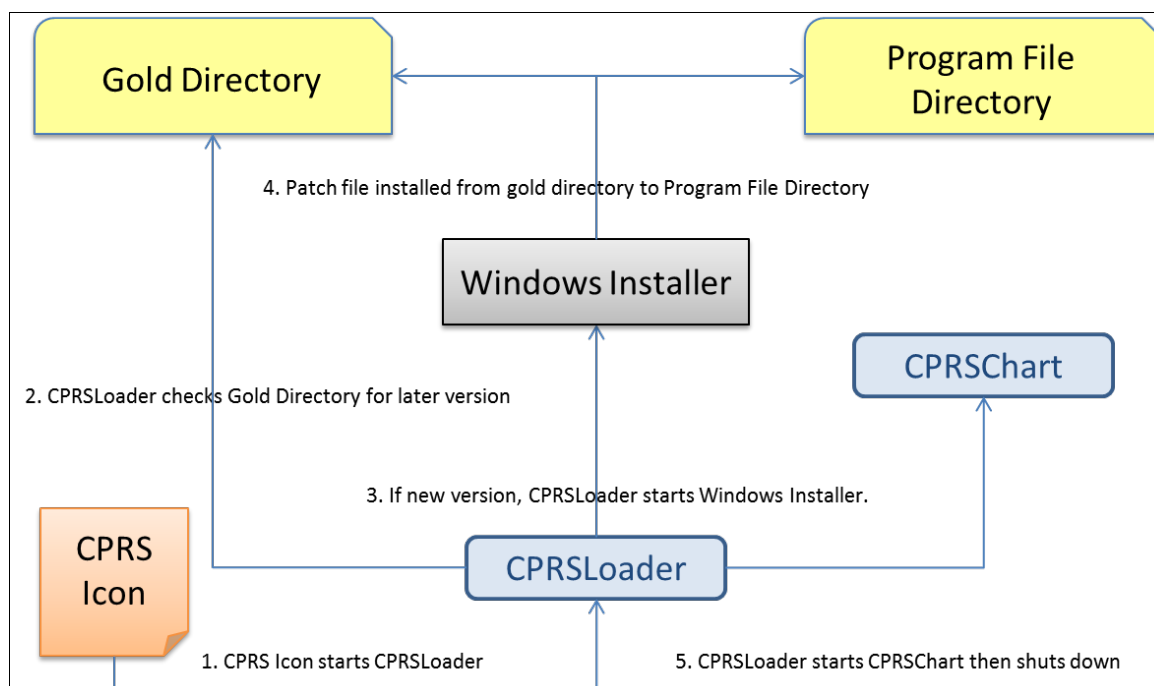 Gold Directory
Program File
Directory
4. Patch file installed from gold directory to Program File Directory
Windows Installer
CPRSChart
2. CPRSLoader checks Gold Directory for later version
3. If new version, CPRSLoader starts Windows Installer.
CPRS
Icon
CPRSLoader
1. CPRS Icon starts CPRSLoader
5. CPRSLoader starts CPRSChart then shuts down